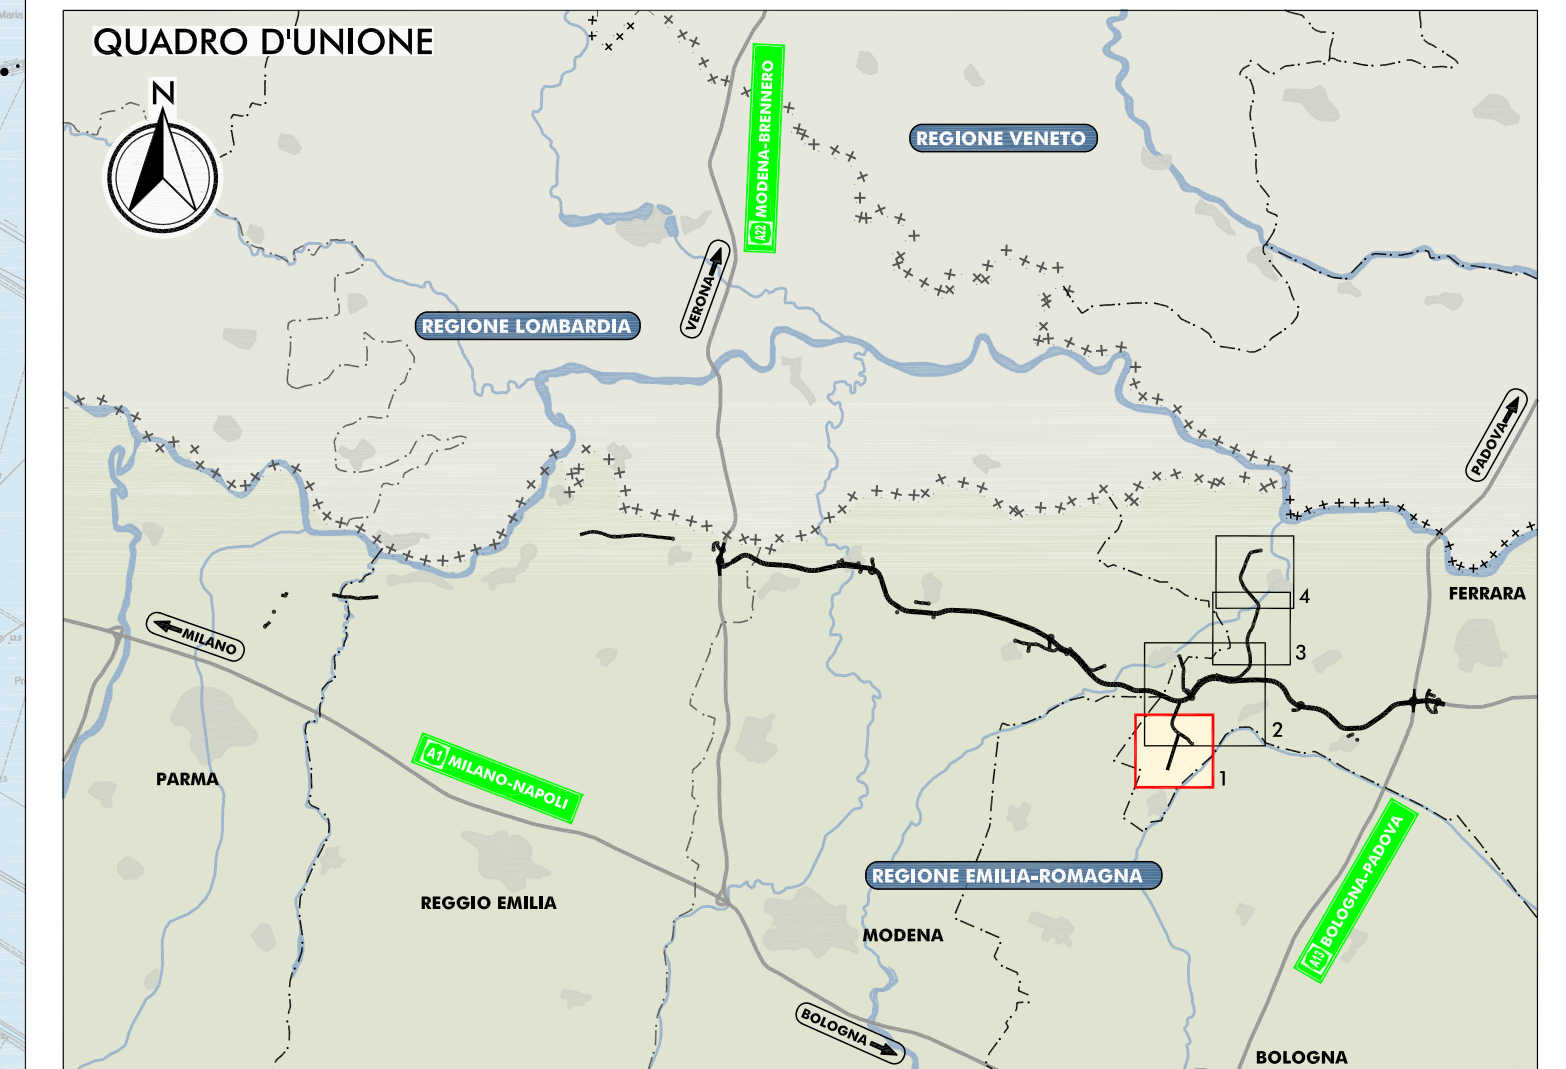 Maria
QUADRO D'UNIONE
N
A22 MODENA-BRENNERO
REGIONE VENETO
VERONA
REGIONE LOMBARDIA
PADOVA
4
FERRARA
MILANO
3
2
A1 MILANO-NAPOLI
PARMA
1
A13 BOLOGNA-PADOVA
REGIONE EMILIA-ROMAGNA
REGGIO EMILIA
MODENA
BOLOGNA
BOLOGNA